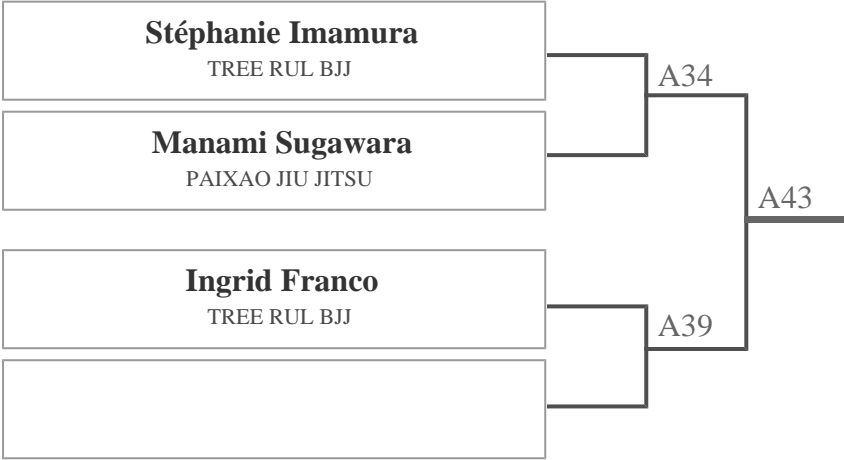 Stéphanie Imamura
TREE RUL BJJ
A34
Manami Sugawara
PAIXAO JIU JITSU
A43
Ingrid Franco
TREE RUL BJJ
A39